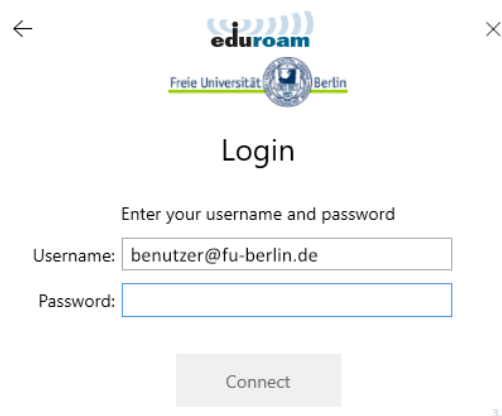 eduroam
Freie Universität Berlin
Login
Enter your username and password
Username: benutzer@fu-berlin.de
Password:
Connect